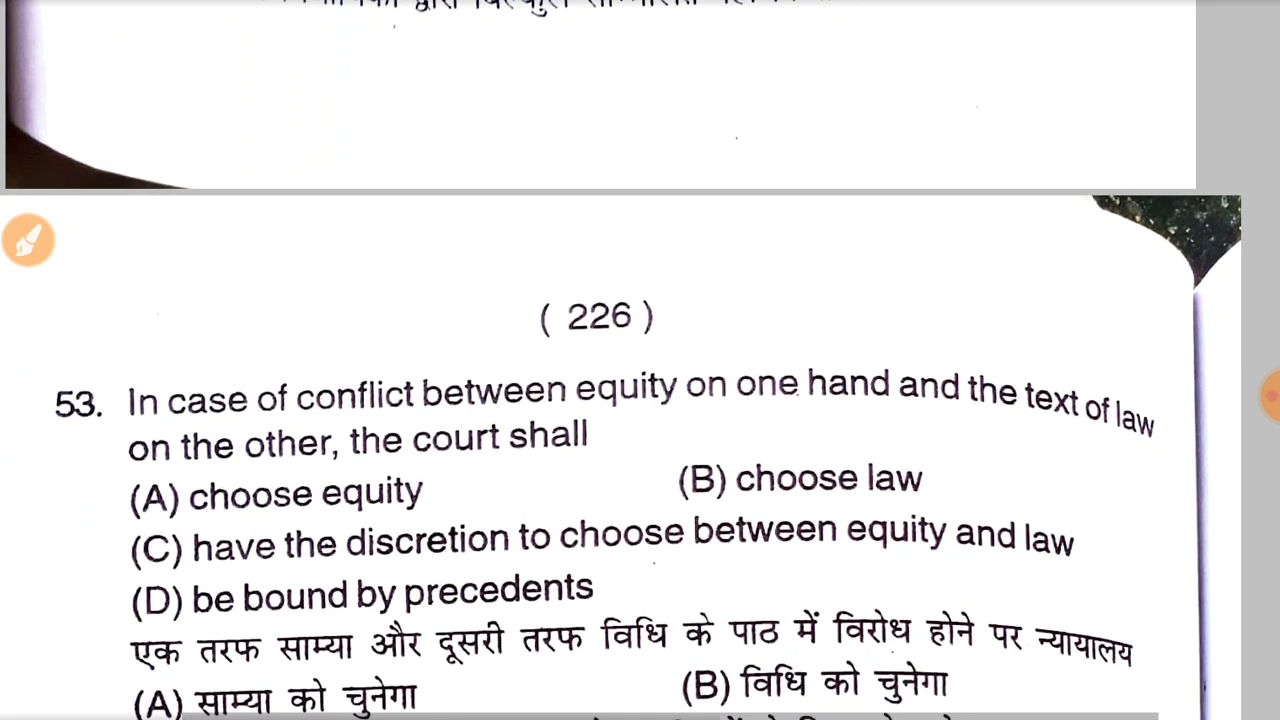 द्वारा
( 226 )
53. In case of conflict between equity on one hand and the text of law
on the other, the court shall
(A) choose equity (B) choose law
(C) have the discretion to choose between equity and law
(D) be bound by precedents
एक तरफ साम्या और दूसरी तरफ विधि के पाठ में विरोध होने पर न्यायालय
(A) साम्या को चुनेगा (B) विधि को चुनेगा